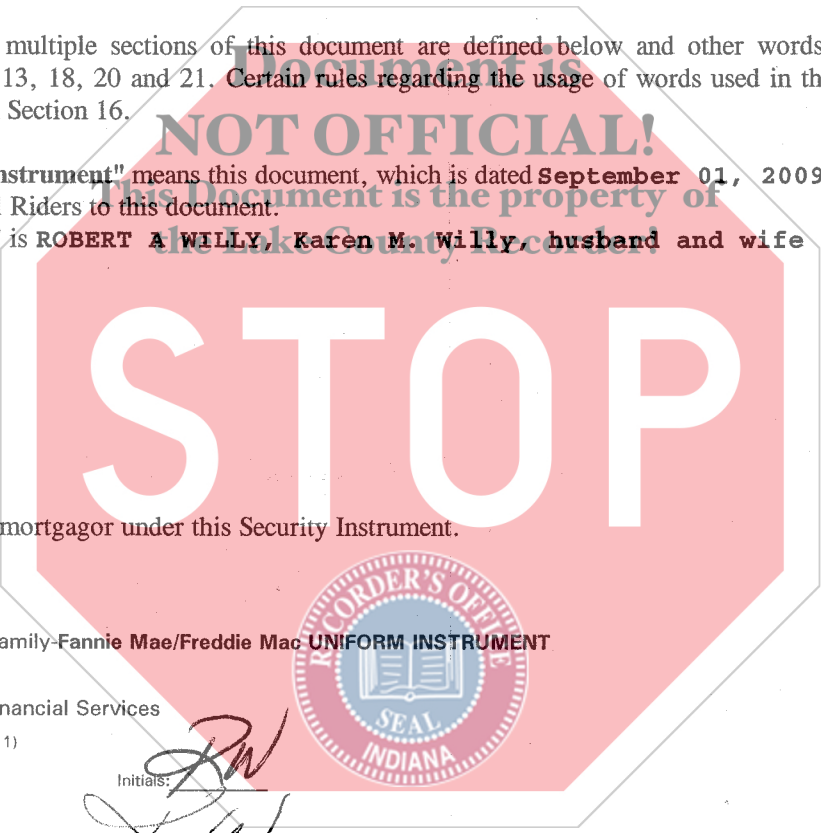 multiple sections of this document are defined below and other words
13, 18, 20 and 21. Certain rules regarding the usage of words used in th
Section 16.
Document is
NOT OFFICIAL!
nstrument" means this document, which is dated September 01, 2009
This Document is the property of
Riders to this document.
the Lake County Recorder!
is ROBERT A WILLY, Karen M. Willy, husband and wife
STOP
mortgagor under this Security Instrument.
RECORDER'S OFFICE
SEAL
INDIANA
amily-Fannie Mae/Freddie Mac UNIFORM INSTRUMENT
nancial Services
1)
Initials: RW